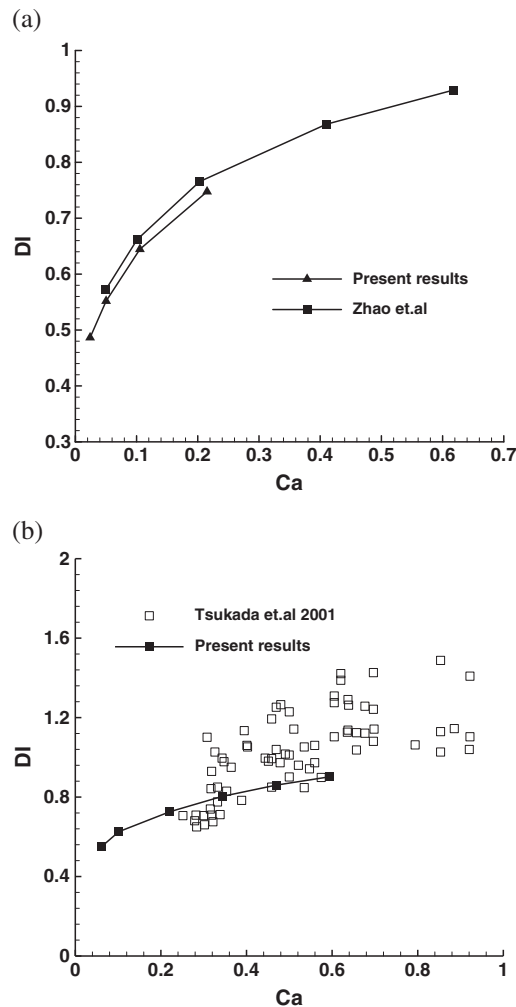 (a)
1
0.9
0.8
0.7
0.6
0.5
0.4
0.3
DI
Present results
Zhao et.al
0 0.1 0.2 0.3 0.4 0.5 0.6 0.7
Ca
(b)
2
1.6
1.2
0.8
0.4
0
DI
Tsukada et.al 2001
Present results
0 0.2 0.4 0.6 0.8 1
Ca